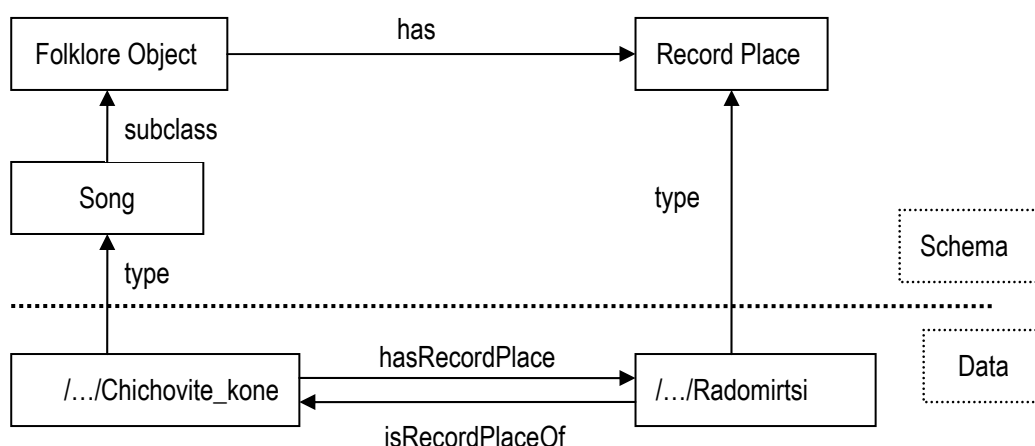 has
Folklore Object
Record Place
subclass
Song
type
Schema
type
Data
hasRecordPlace
/…/Chichovite_kone
/…/Radomirtsi
isRecordPlaceOf